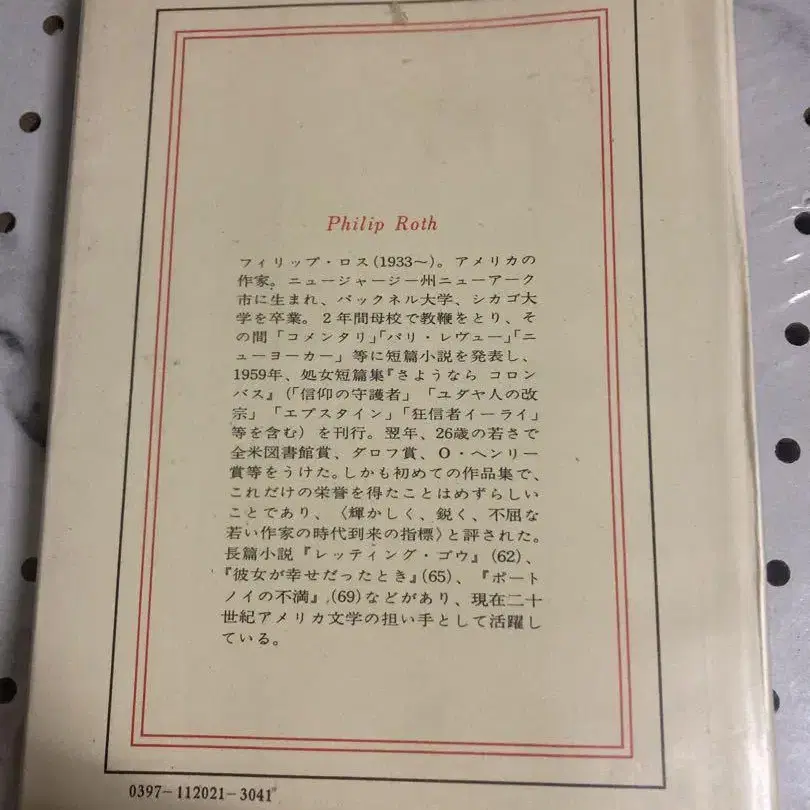 Philip Roth
フィリップ・ロス(1933～)。アメリカの
作家。ニュージャージー州ニューアーク
市に生まれ、バックネル大学、シカゴ大
学を卒業。2年間母校で教鞭をとり、そ
の間「コメンタリ」「パリ・レヴュー」「ニ
ューヨーカー」等に短篇小説を発表し、
1959年、処女短篇集『さようなら コロン
バス』(「信仰の守護者」「ユダヤ人の改
宗」「エプスタイン」「狂信者イーライ」
等を含む) を刊行。翌年、26歳の若さで
全米図書館賞、ダロフ賞、O・ヘンリー
賞等をうけた。しかも初めての作品集で、
これだけの栄誉を得たことはめずらしい
ことであり、〈輝かしく、鋭く、不屈な
若い作家の時代到来の指標〉と評された。
長篇小説『レッティング・ゴウ』(62)、
『彼女が幸せだったとき』(65)、『ポート
ノイの不満』(69)などがあり、現在二十
世紀アメリカ文学の担い手として活躍し
ている。
0397-112021-3041